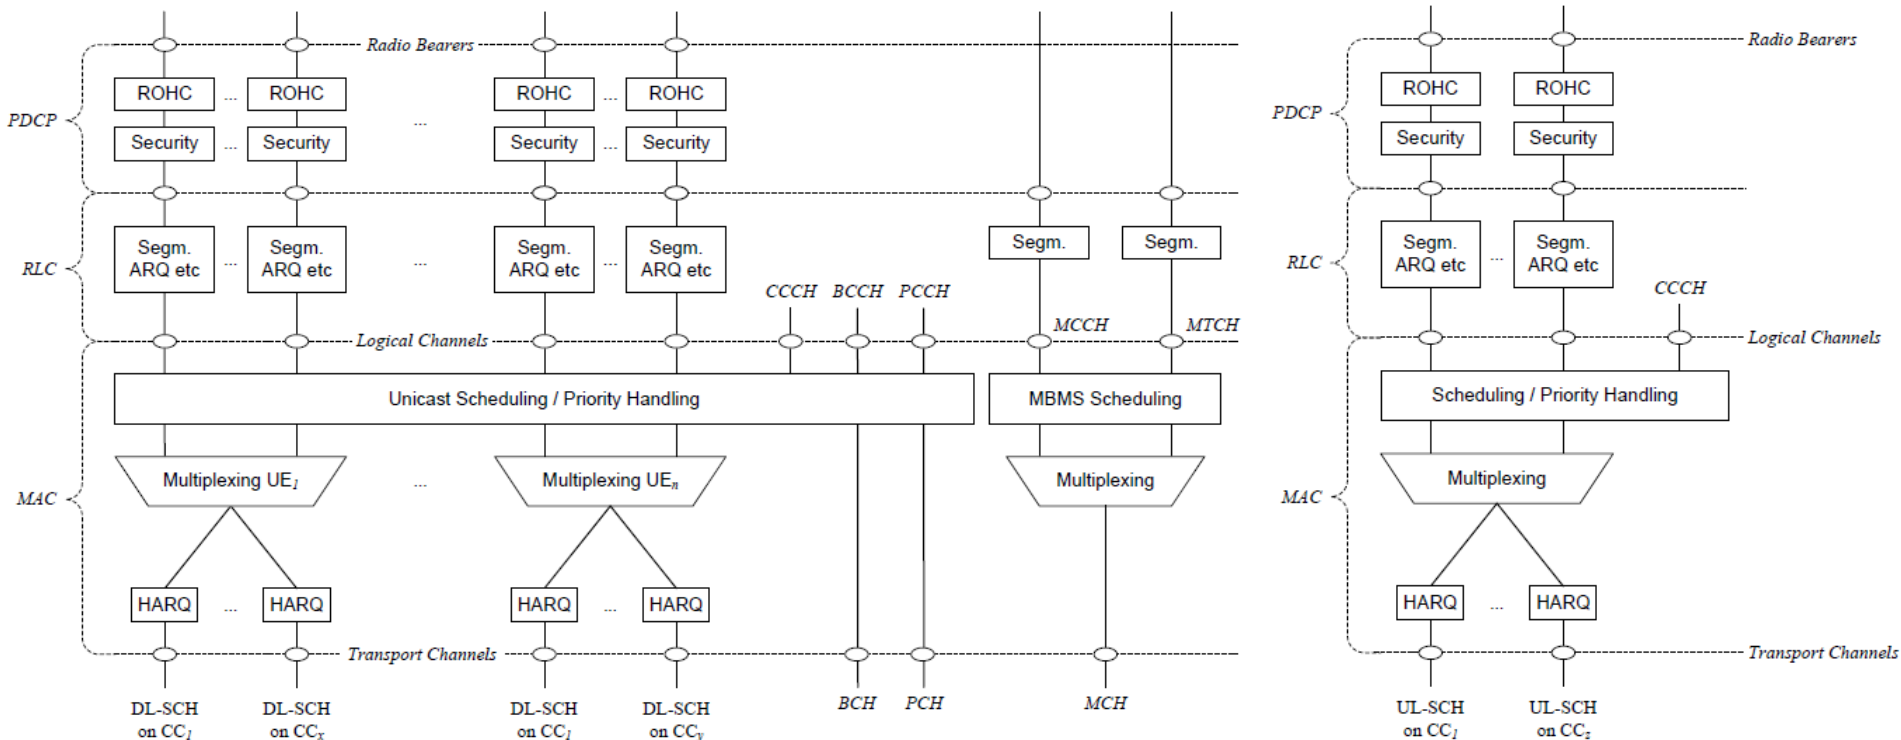 Radio Bearers
Radio Bearers
ROHC ... ROHC ROHC ... ROHC
ROHC ROHC
PDCP ...
PDCP
Security ... Security Security ... Security
Security Security
Segm. Segm.
Segm. Segm. Segm. Segm.
ARQ etc ... ARQ etc ... ARQ etc ... ARQ etc
RLC
Segm. Segm.
ARQ etc ... ARQ etc
RLC
CCCH BCCH PCCH
CCCH
MCCH MTCH
Logical Channels
Logical Channels
Unicast Scheduling / Priority Handling
MBMS Scheduling
Scheduling / Priority Handling
Multiplexing UE1 ... Multiplexing UEn
Multiplexing
Multiplexing
MAC
MAC
HARQ ... HARQ HARQ ... HARQ
HARQ ... HARQ
Transport Channels
Transport Channels
DL-SCH DL-SCH DL-SCH DL-SCH
on CC1 on CCx on CC1 on CCy
BCH PCH MCH
UL-SCH UL-SCH
on CC1 on CCz